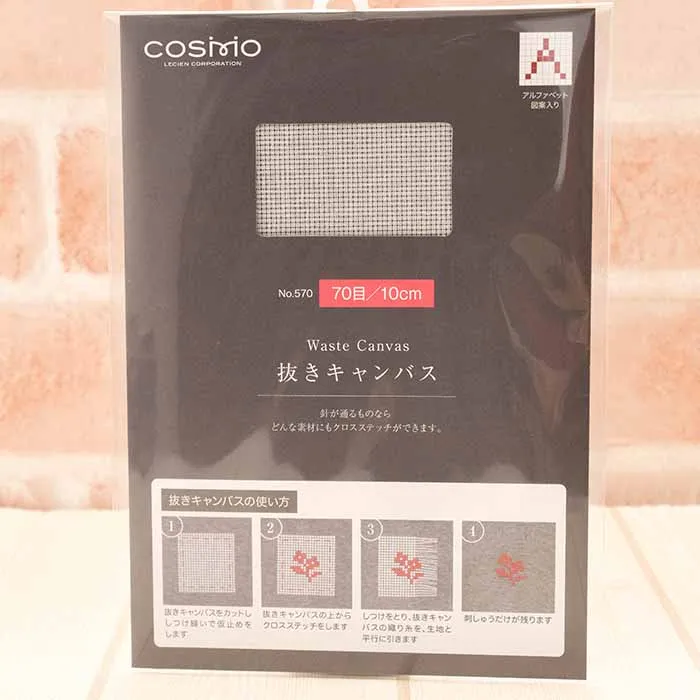 COSMO
LECIEN CORPORATION
アルファベット
図案入り
No.570
70目/10cm
Waste Canvas
抜きキャンバス
針が通るものなら
どんな素材にもクロスステッチができます。
抜きキャンバスの使い方
1
抜きキャンバスをカットし
しつけ縫いで仮止めを
します
2
抜きキャンバスの上から
クロスステッチをします
3
しつけをとり、抜きキャン
バスの織り糸を、生地と
平行に引きます
4
刺しゅうだけが残ります